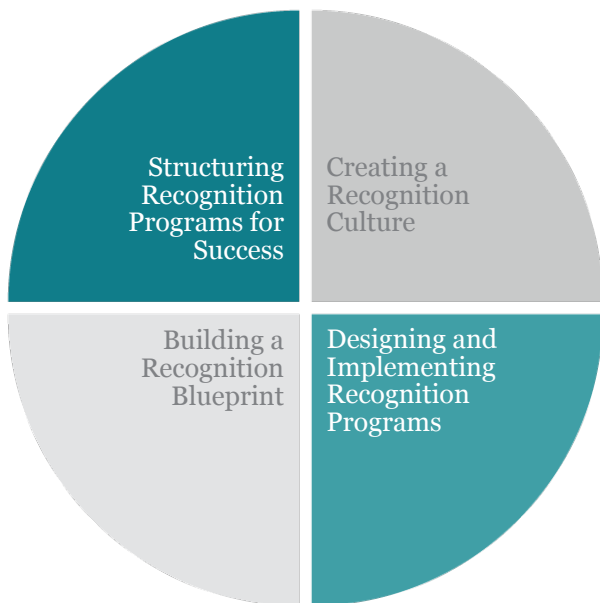 Structuring
Recognition
Programs for
Success
Creating a
Recognition
Culture
Building a
Recognition
Blueprint
Designing and
Implementing
Recognition
Programs